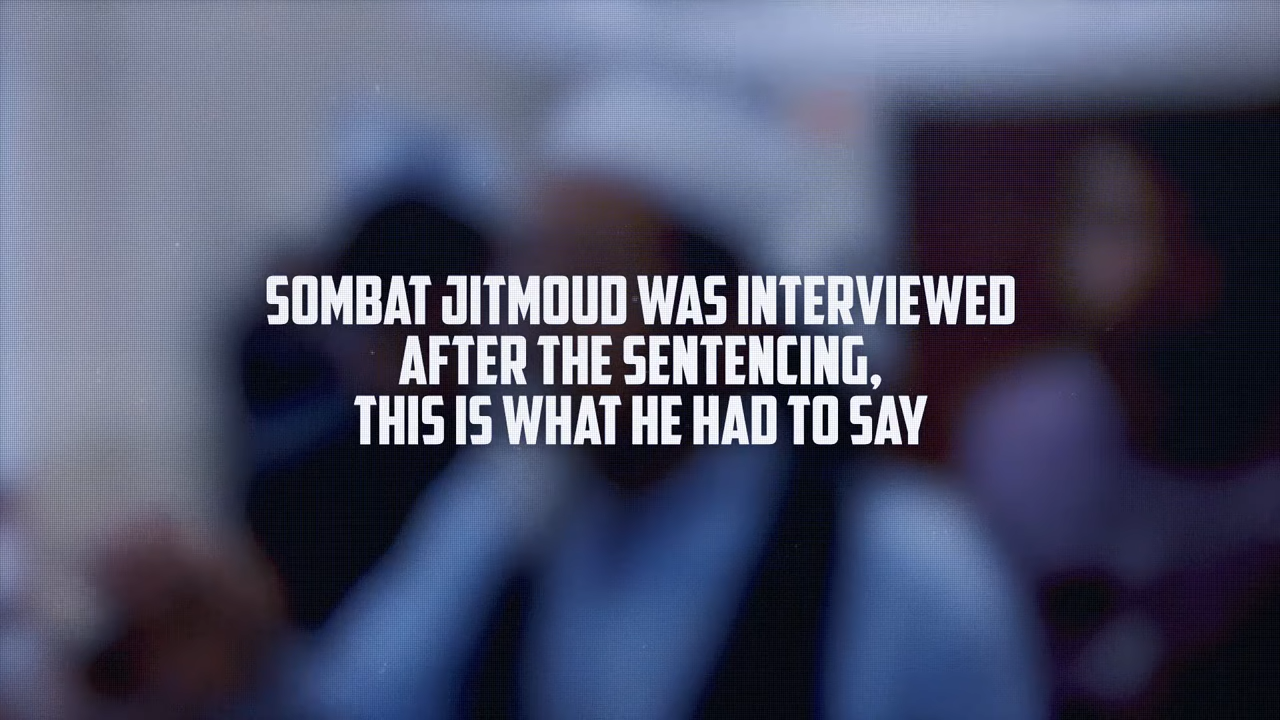 SOMBAT JITMOUD WAS INTERVIEWED
AFTER THE SENTENCING,
THIS IS WHAT HE HAD TO SAY